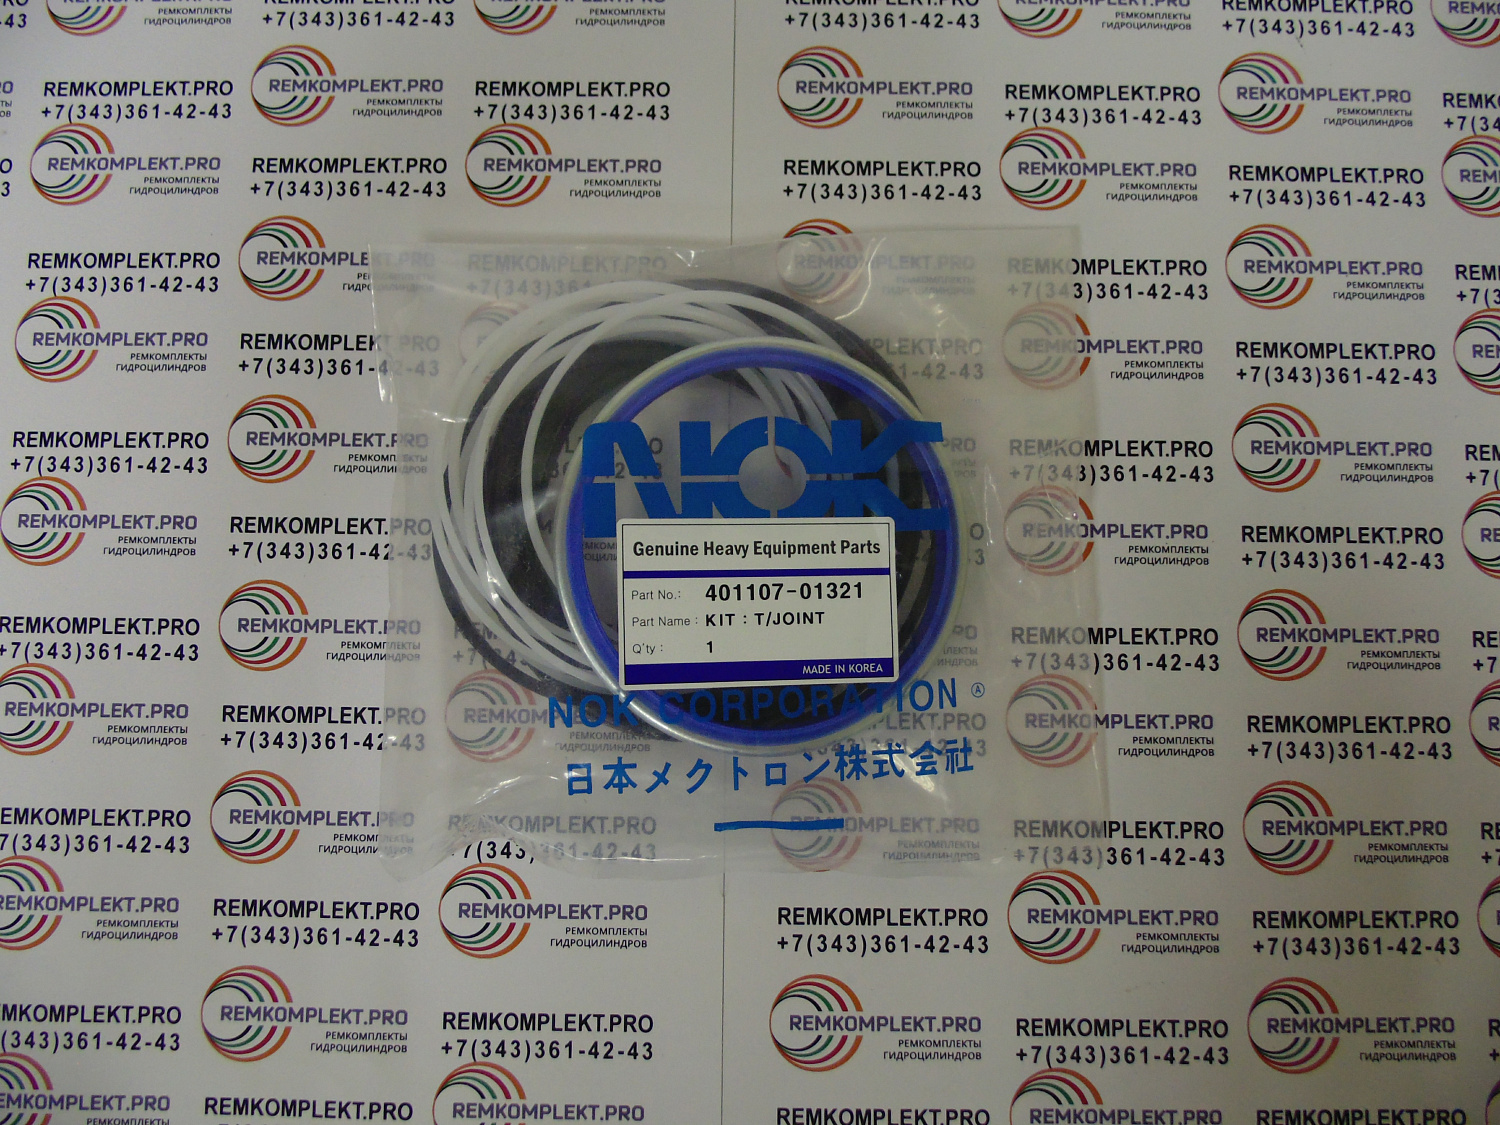 REMKOMPLEKT.PRO
+7(343)361-42-43
REMKOMPLEKT.PRO
РЕМКОМПЛЕКТЫ
ГИДРОЦИЛИНДРОВ
NOK
Genuine Heavy Equipment Parts
Part No.: 401107-01321
Part Name : KIT : T/JOINT
Q'ty : 1
MADE IN KOREA
NOK CORPORATION Ⓐ
日本メクトロン株式会社